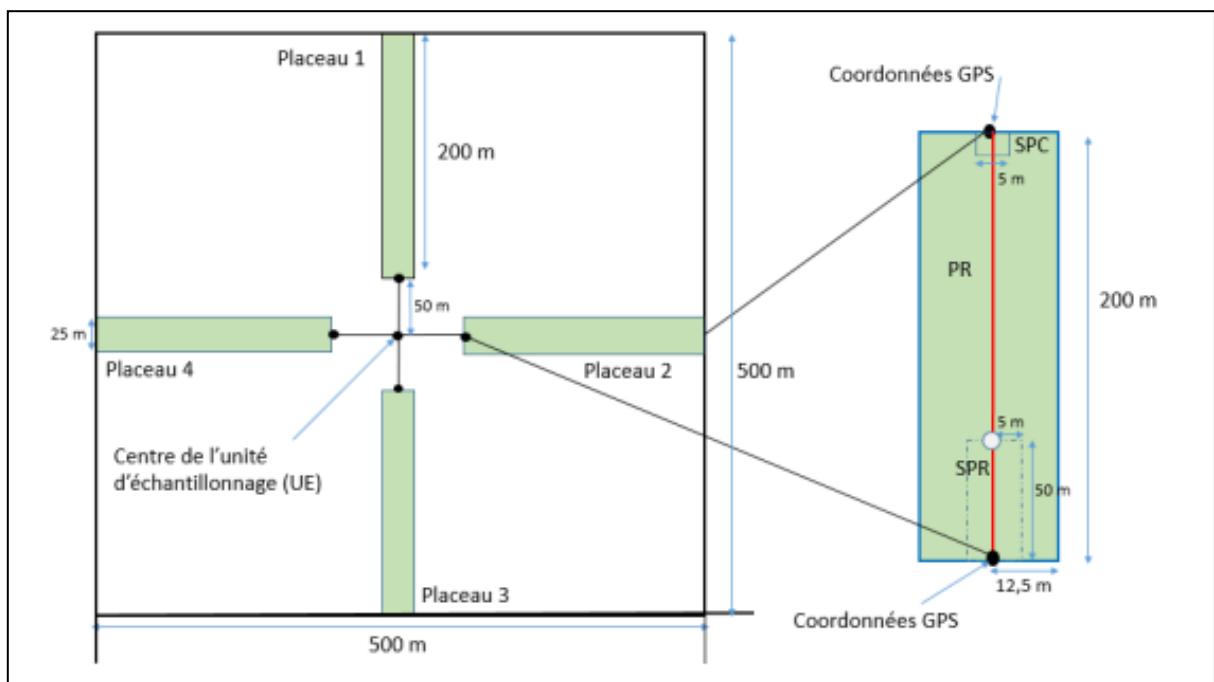 Placeau 1
200 m
50 m
25 m
Placeau 4
Placeau 2
500 m
Centre de l'unité
d'échantillonnage (UE)
Placeau 3
500 m
Coordonnées GPS
SPC
5 m
PR
200 m
5 m
SPR
50 m
12,5 m
Coordonnées GPS